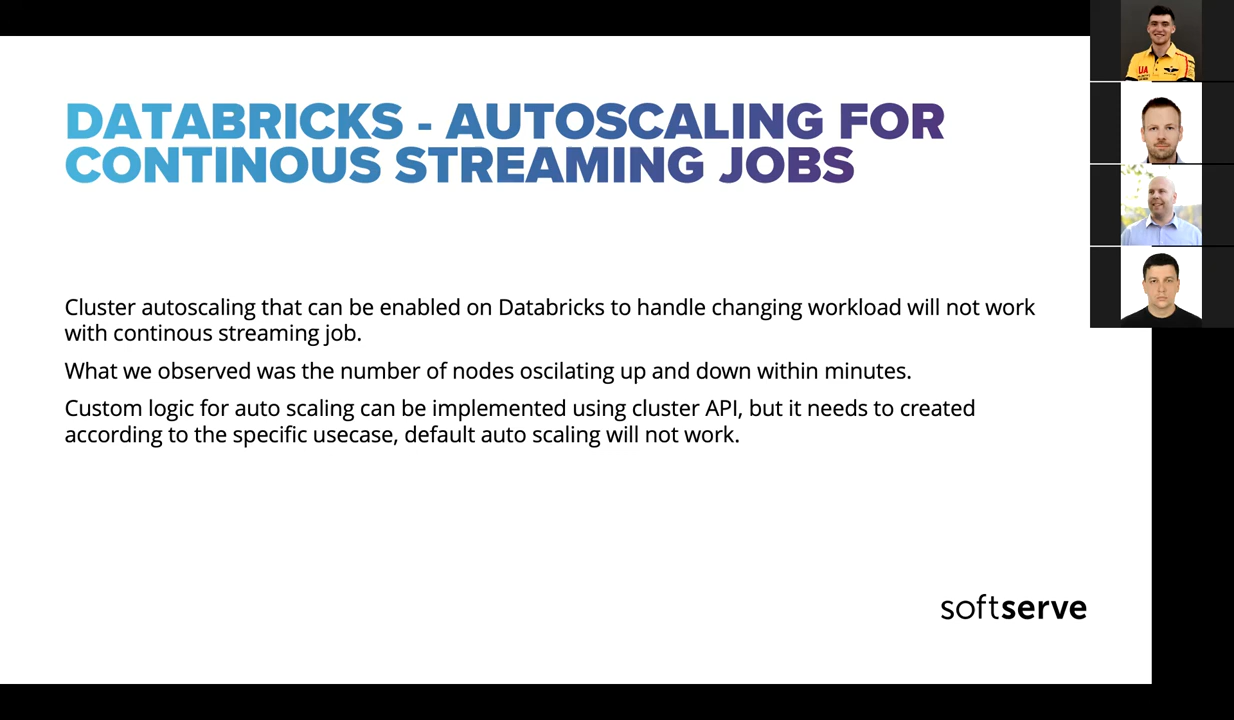 DATABRICKS - AUTOSCALING FOR
CONTINOUS STREAMING JOBS
Cluster autoscaling that can be enabled on Databricks to handle changing workload will not work
with continous streaming job.
What we observed was the number of nodes oscilating up and down within minutes.
Custom logic for auto scaling can be implemented using cluster API, but it needs to created
according to the specific usecase, default auto scaling will not work.
softserve
UA